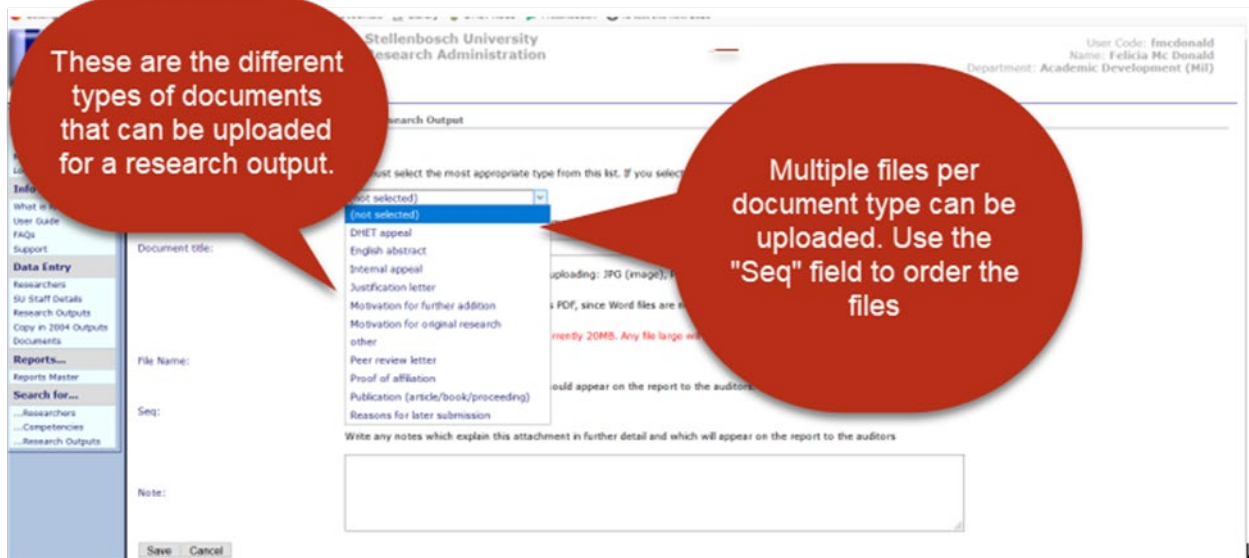 Stellenbosch University
Research Administration
User Code: fmcdonald
Name: Felicia Mc Donald
Department: Academic Development (Mil)
These are the different
types of documents
that can be uploaded
for a research output.
Research Output
must select the most appropriate type from this list. If you select
(not selected)
(not selected)
DHET appeal
English abstract
Internal appeal
Justification letter
Motivation for further addition
Motivation for original research
other
Peer review letter
Proof of affiliation
Publication (article/book/proceeding)
Reasons for later submission
Multiple files per
document type can be
uploaded. Use the
"Seq" field to order the
files
What is
User Guide
FAQs
Support
Data Entry
Researchers
SU Staff Details
Research Outputs
Copy in 2004 Outputs
Documents
Reports...
Reports Master
Search for...
...Researchers
...Competencies
...Research Outputs
Document title:
uploading: JPG (image),
PDF, since Word files are
currently 20MB. Any file large
File Name:
should appear on the report to the auditors
Seq:
Write any notes which explain this attachment in further detail and which will appear on the report to the auditors
Note:
Save Cancel